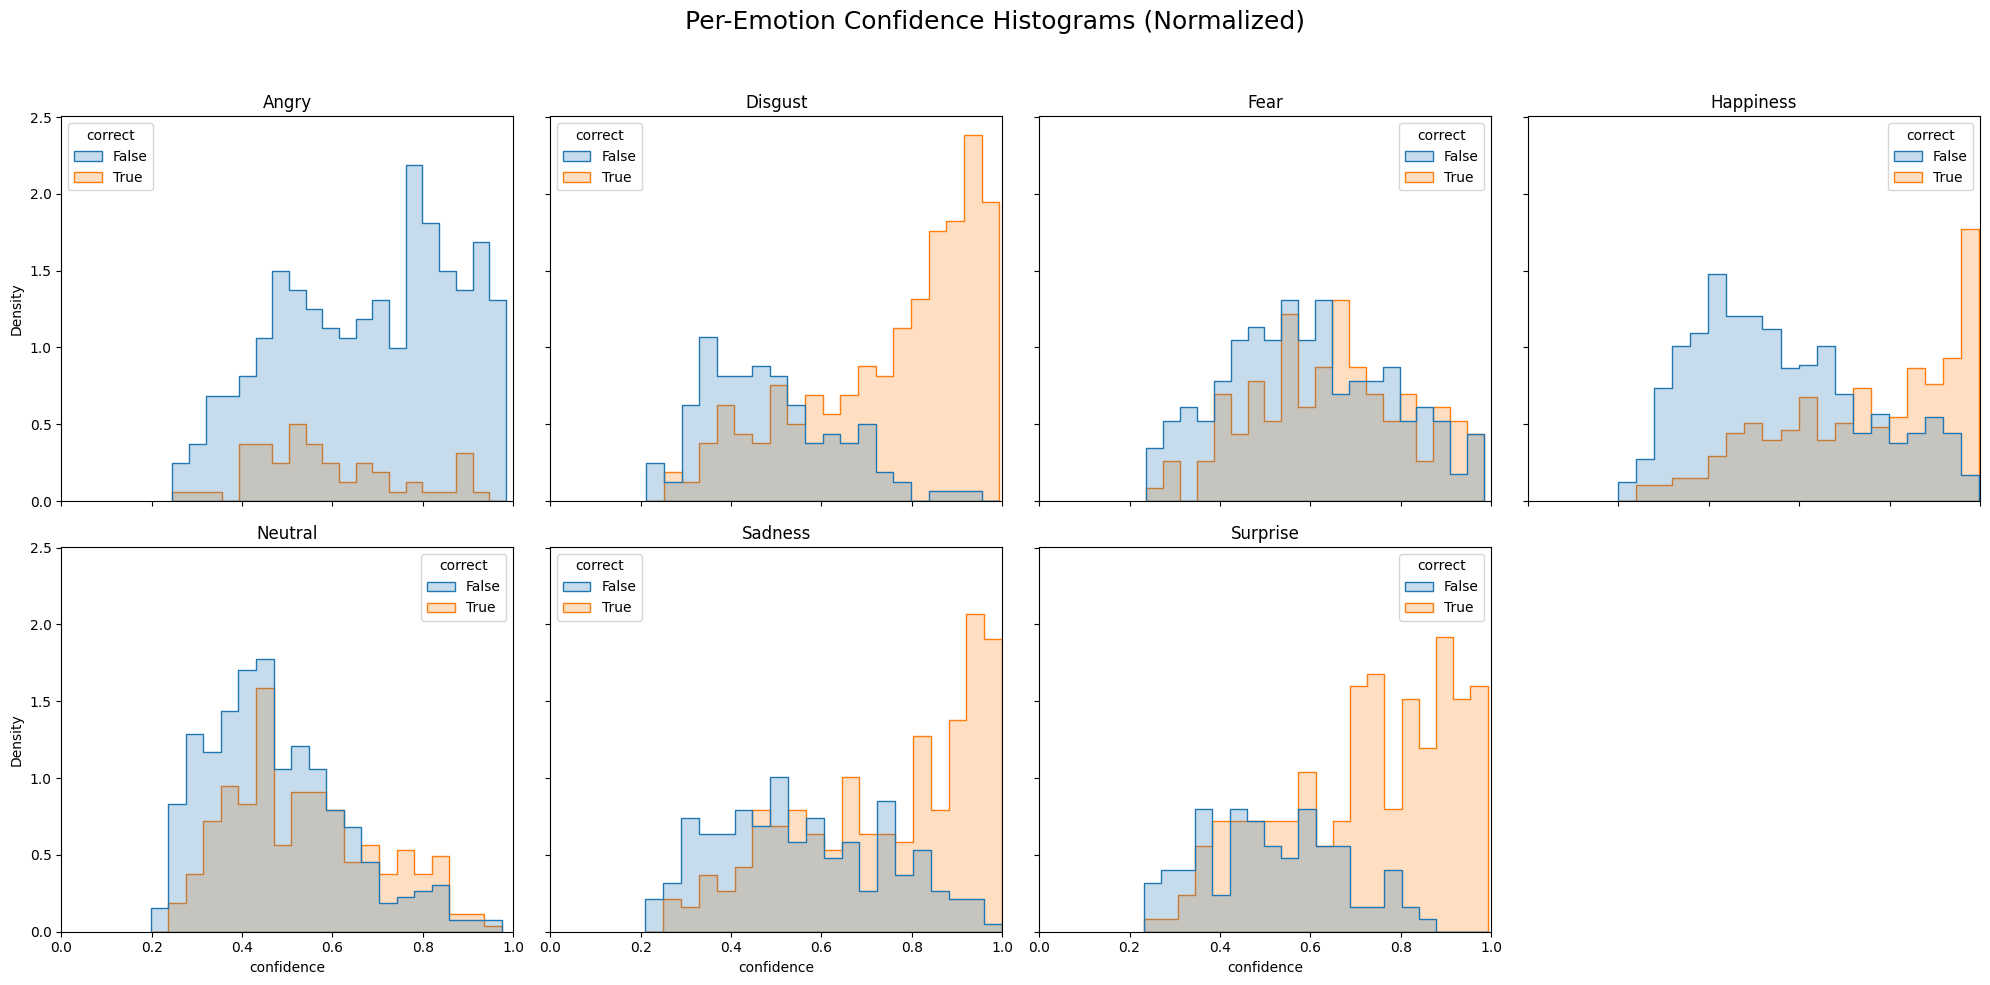 Per-Emotion Confidence Histograms (Normalized)
Angry
Disgust
Fear
Happiness
2.5
2.0
1.5
1.0
0.5
0.0
Density
correct
False
True
correct
False
True
correct
False
True
correct
False
True
Neutral
Sadness
Surprise
2.5
2.0
1.5
1.0
0.5
0.0
Density
correct
False
True
correct
False
True
correct
False
True
0.0 0.2 0.4 0.6 0.8 1.0
0.0 0.2 0.4 0.6 0.8 1.0
0.0 0.2 0.4 0.6 0.8 1.0
confidence
confidence
confidence